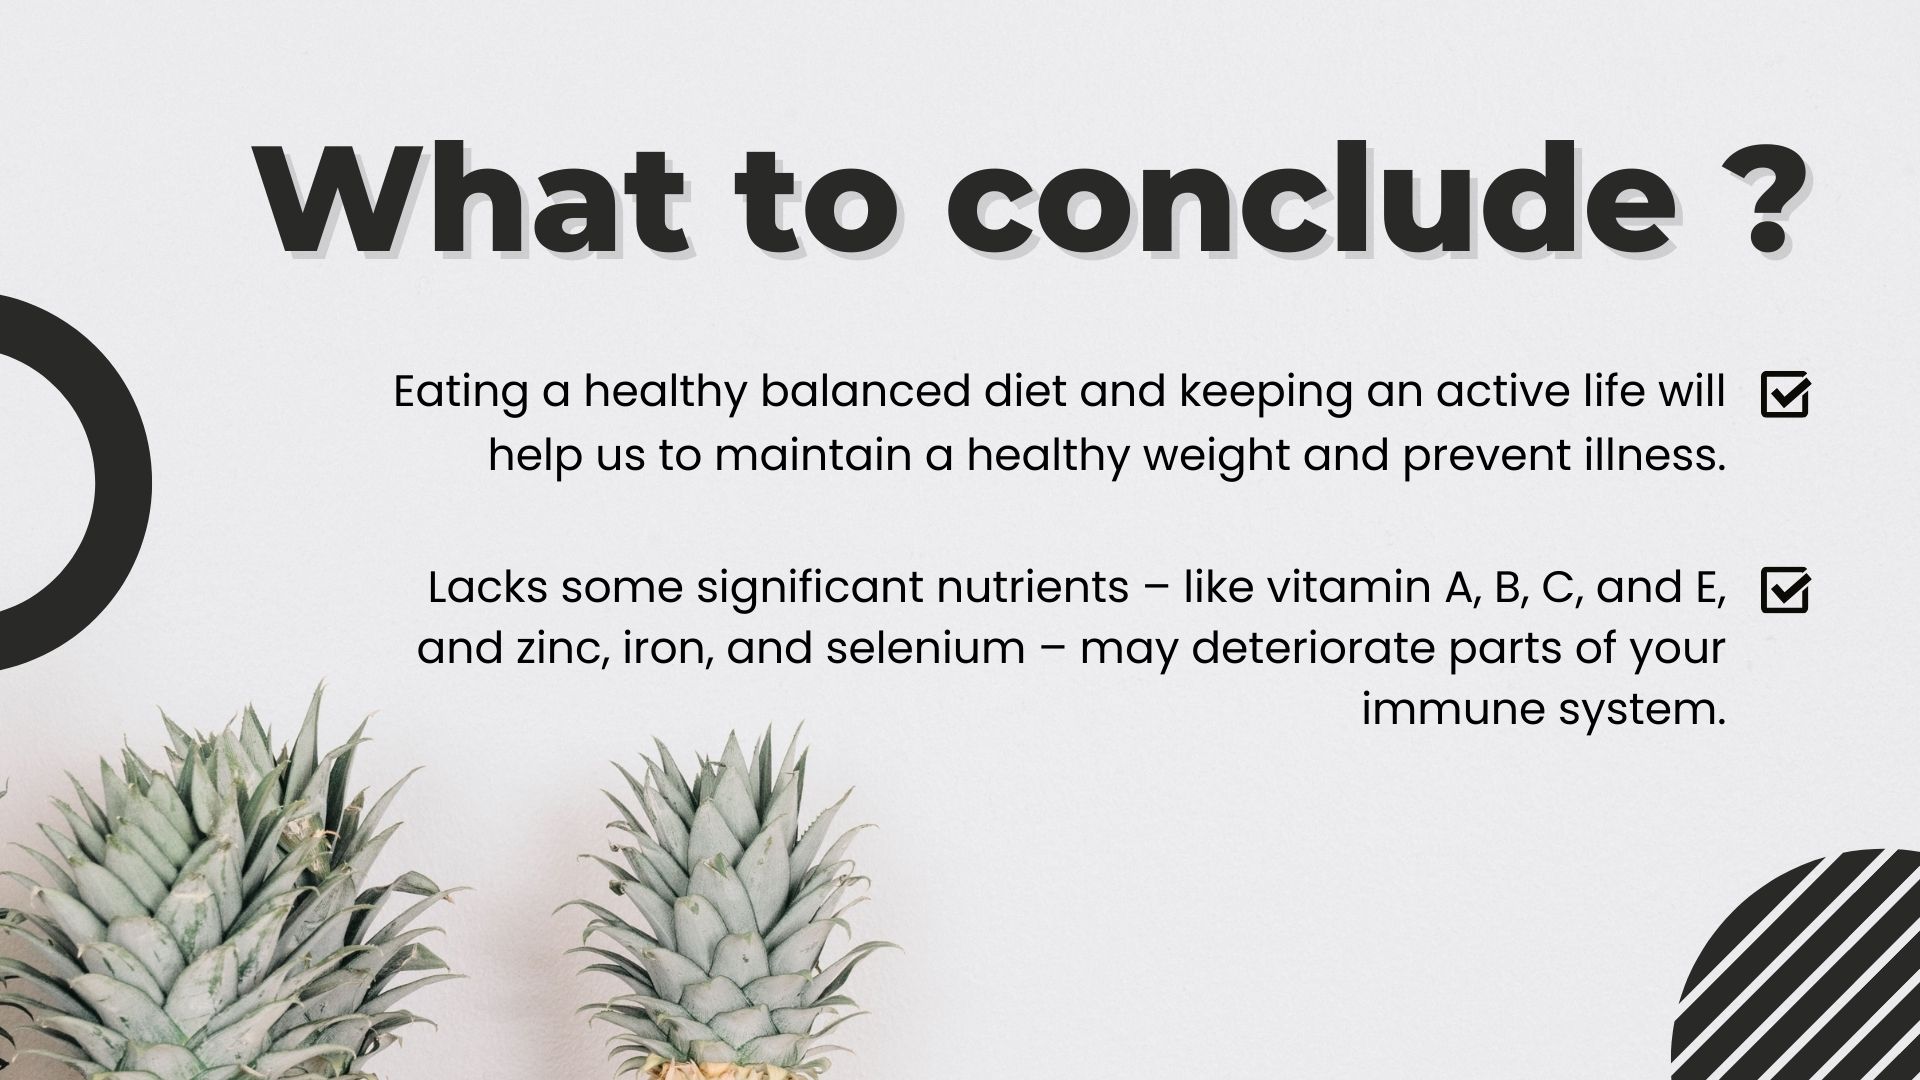 What to conclude ?
Eating a healthy balanced diet and keeping an active life will
help us to maintain a healthy weight and prevent illness.
Lacks some significant nutrients – like vitamin A, B, C, and E,
and zinc, iron, and selenium – may deteriorate parts of your
immune system.